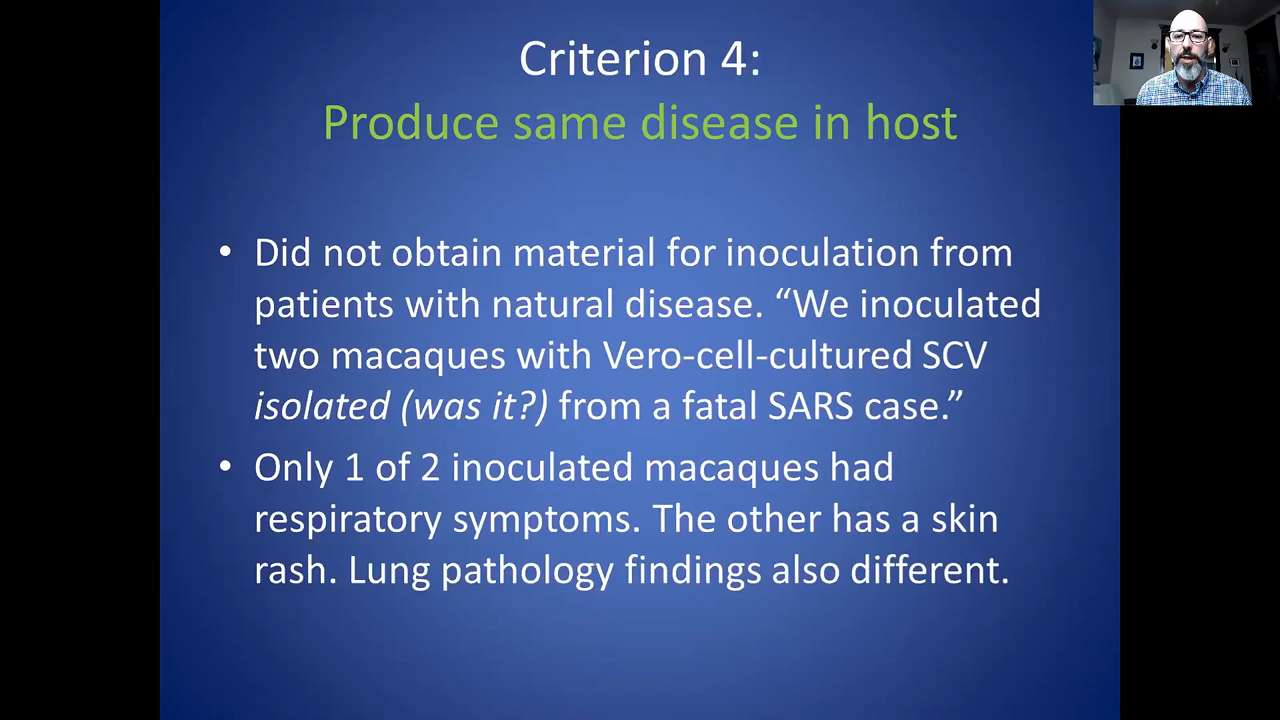 Criterion 4:
Produce same disease in host
• Did not obtain material for inoculation from
patients with natural disease. “We inoculated
two macaques with Vero-cell-cultured SCV
isolated (was it?) from a fatal SARS case.”
• Only 1 of 2 inoculated macaques had
respiratory symptoms. The other has a skin
rash. Lung pathology findings also different.